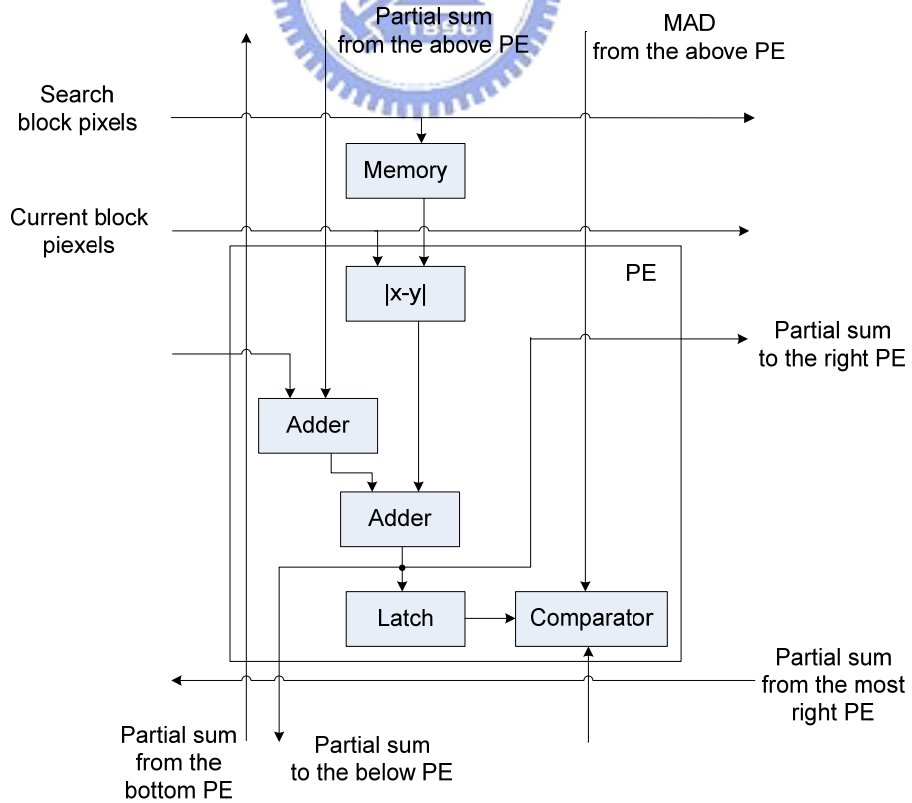 Partial sum
from the above PE
1896
MAD
from the above PE
Search
block pixels
Memory
Current block
piexels
PE
|x-y|
Partial sum
to the right PE
Adder
Adder
Latch
Comparator
Partial sum
from the most
right PE
Partial sum
from the
bottom PE
Partial sum
to the below PE